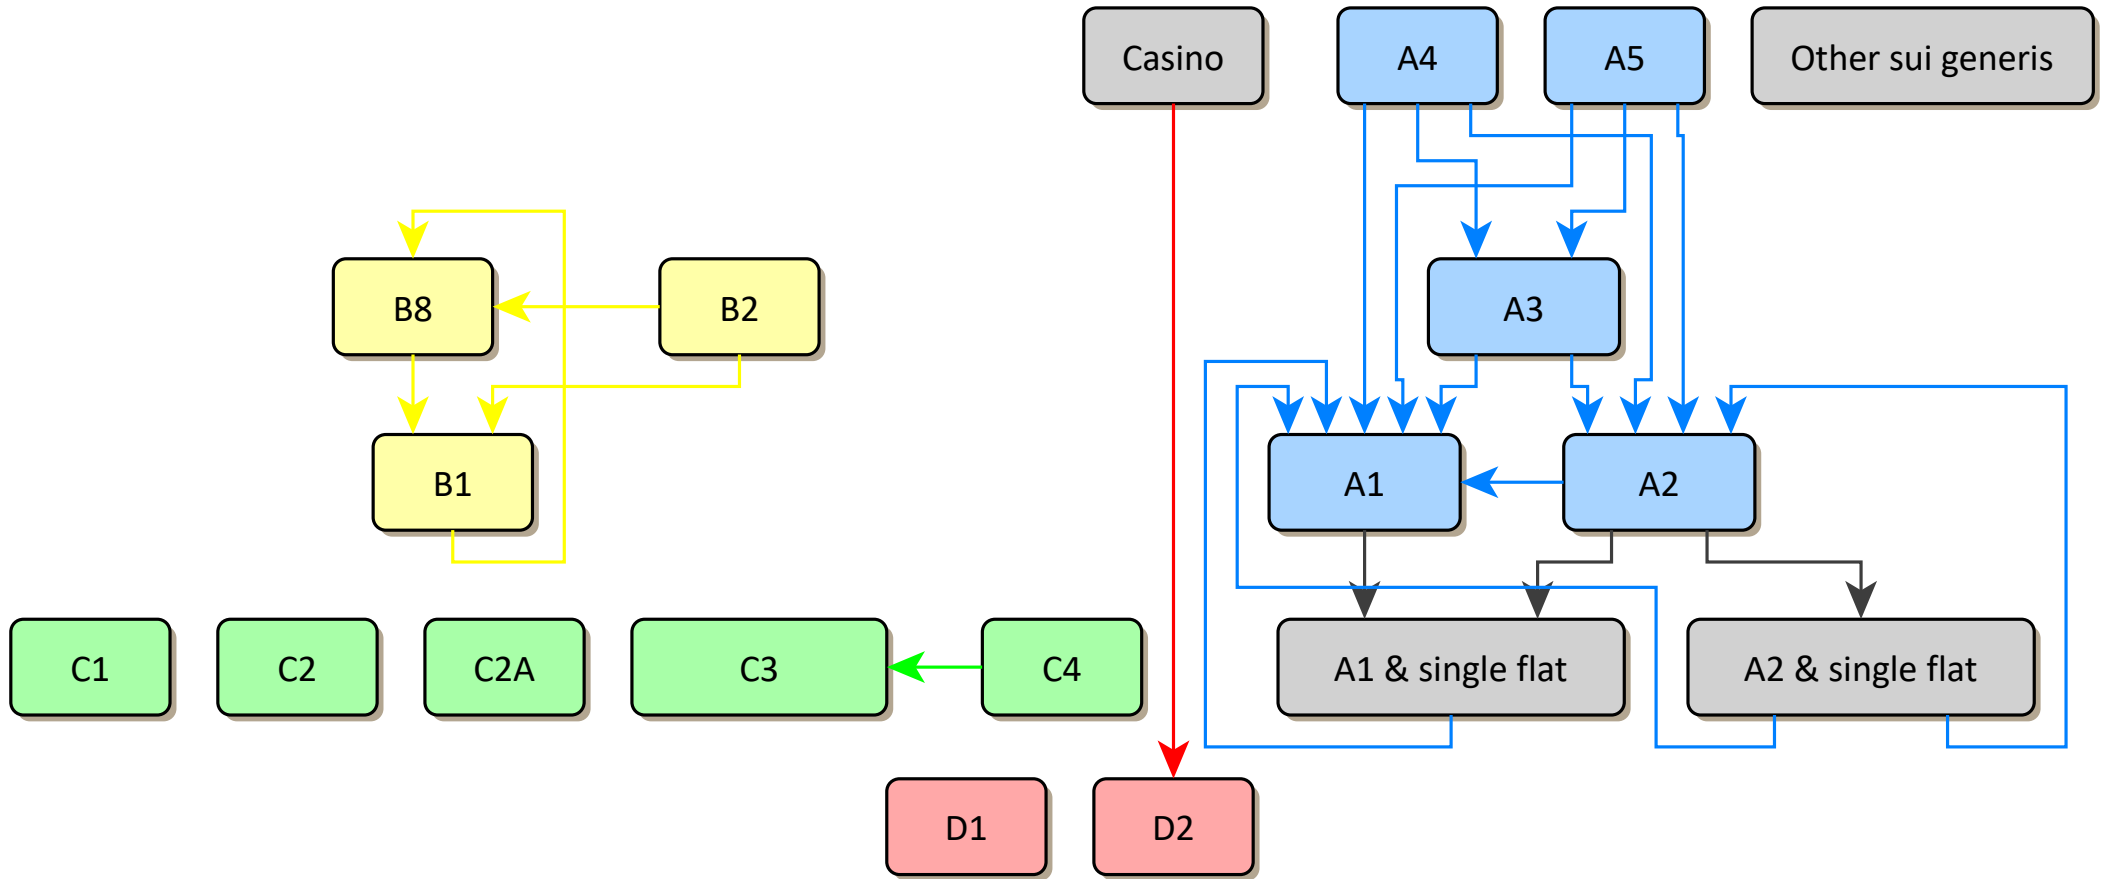 Casino
A4
A5
Other sui generis
B8
B2
A3
B1
A1
A2
C1
C2
C2A
C3
C4
A1 & single flat
A2 & single flat
D1
D2